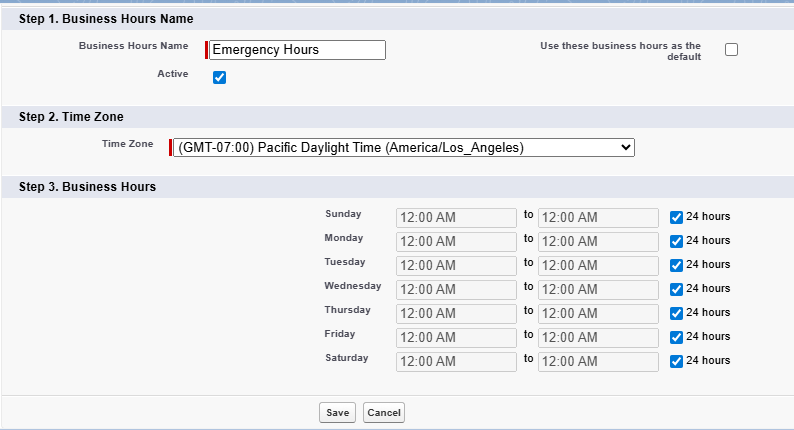 Step 1. Business Hours Name
Business Hours Name Emergency Hours Use these business hours as the
default
Active
Step 2. Time Zone
Time Zone (GMT-07:00) Pacific Daylight Time (America/Los_Angeles)
Step 3. Business Hours
Sunday 12:00 AM to 12:00 AM 24 hours
Monday 12:00 AM to 12:00 AM 24 hours
Tuesday 12:00 AM to 12:00 AM 24 hours
Wednesday 12:00 AM to 12:00 AM 24 hours
Thursday 12:00 AM to 12:00 AM 24 hours
Friday 12:00 AM to 12:00 AM 24 hours
Saturday 12:00 AM to 12:00 AM 24 hours
Save Cancel